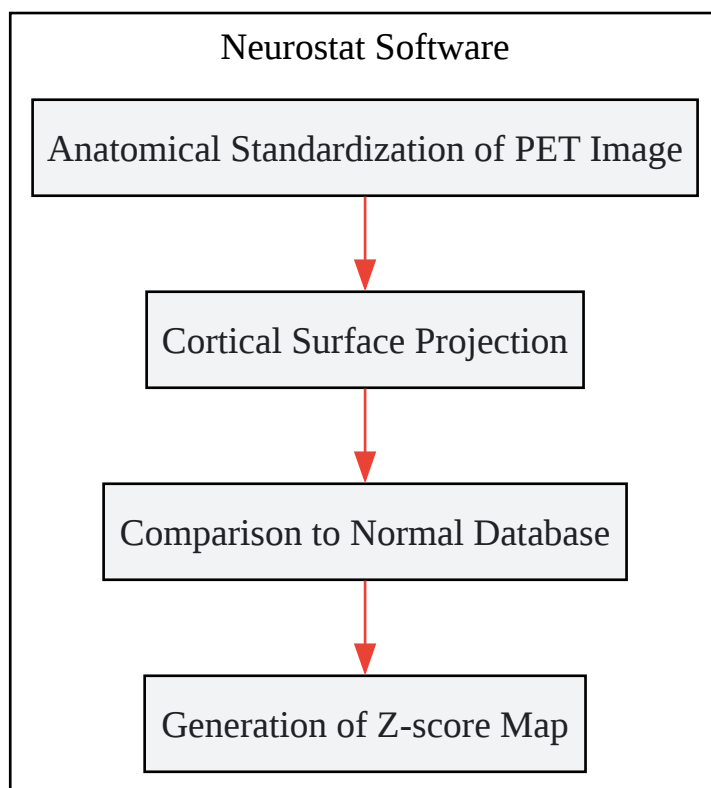 Neurostat Software
Anatomical Standardization of PET Image
Cortical Surface Projection
Comparison to Normal Database
Generation of Z-score Map